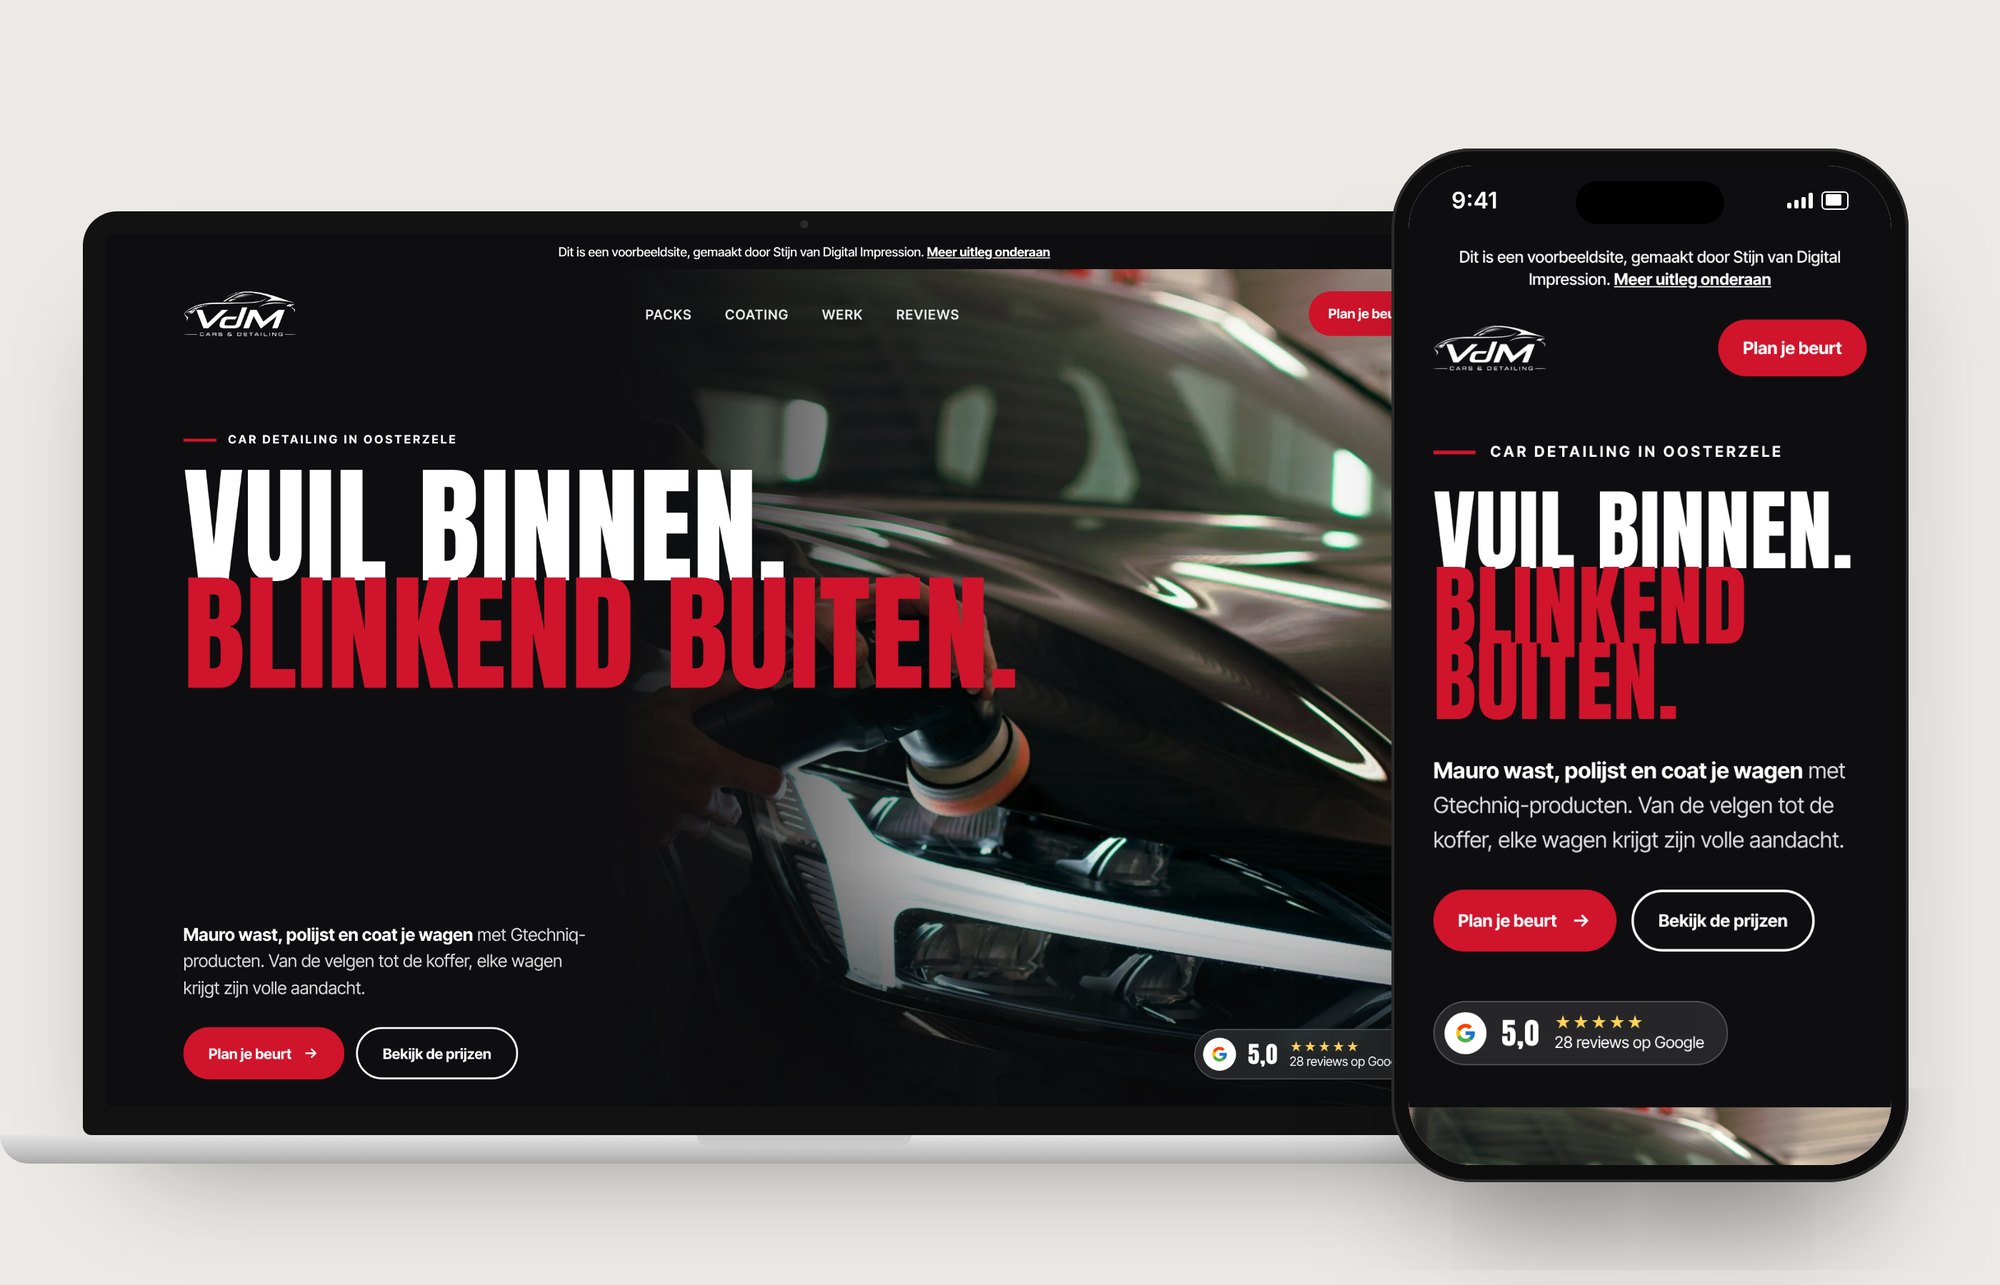 Dit is een voorbeeldsite, gemaakt door Stijn van Digital Impression. Meer uitleg onderaan
VdM
CARS & DETAILING
PACKS COATING WERK REVIEWS
CAR DETAILING IN OOSTERZELE
VUIL BINNEN.
BLINKEND BUITEN.
Mauro wast, polijst en coat je wagen met Gtechniq-
producten. Van de velgen tot de koffer, elke wagen
krijgt zijn volle aandacht.
Plan je beurt → Bekijk de prijzen
G 5,0 ★★★★★
28 reviews op
9:41
Dit is een voorbeeldsite, gemaakt door Stijn van Digital
Impression. Meer uitleg onderaan
VdM
CARS & DETAILING
Plan je beurt
CAR DETAILING IN OOSTERZELE
VUIL BINNEN.
BLINKEND
BUITEN.
Mauro wast, polijst en coat je wagen met
Gtechniq-producten. Van de velgen tot de
koffer, elke wagen krijgt zijn volle aandacht.
Plan je beurt → Bekijk de prijzen
G 5,0 ★★★★★
28 reviews op Google